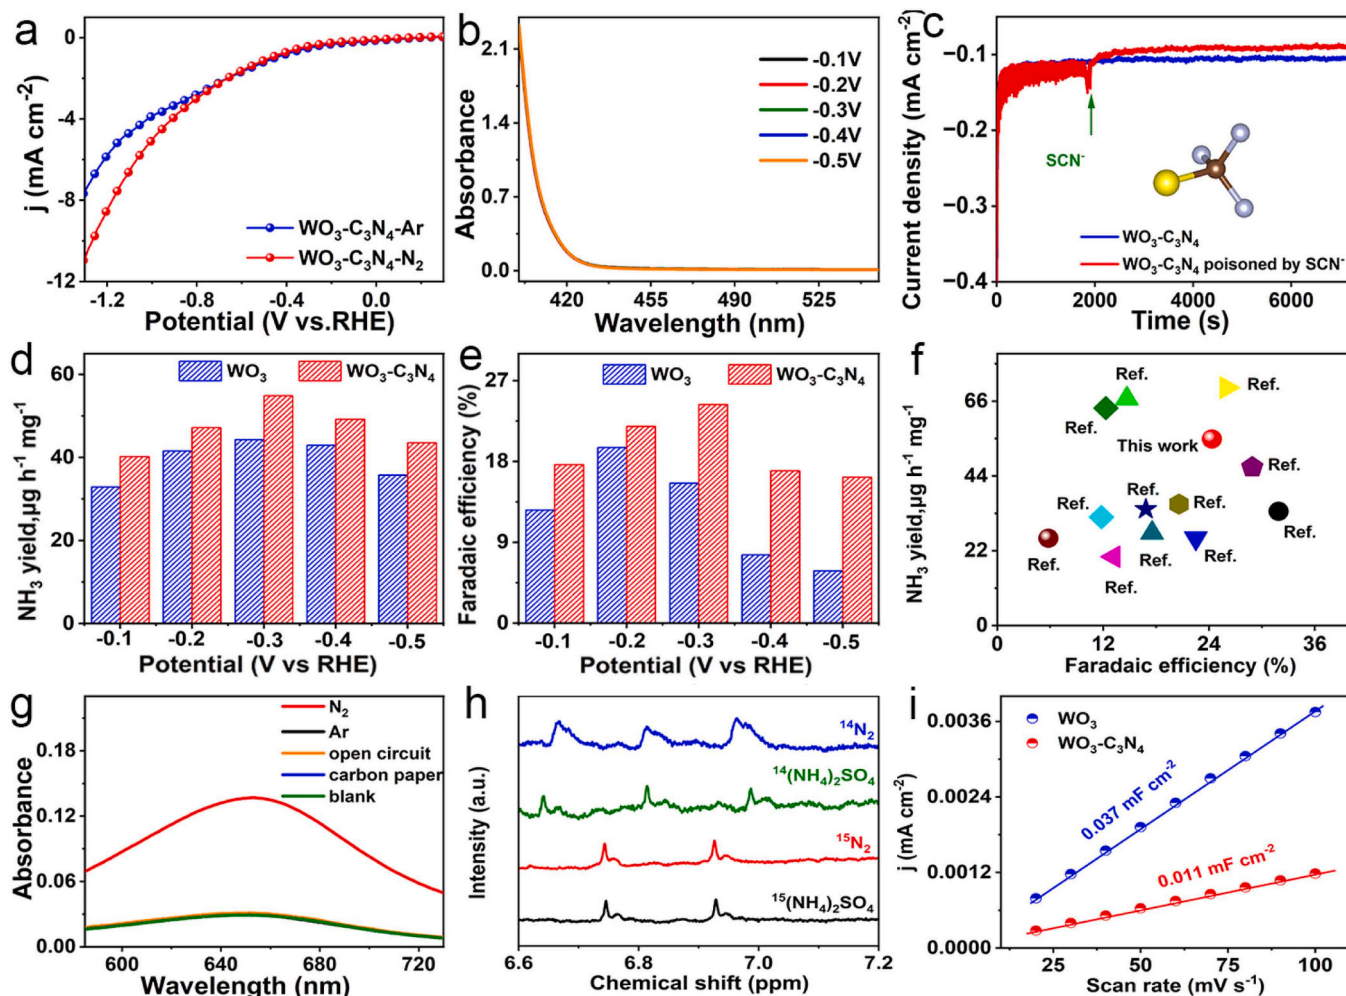 a
0
-4
-8
-12
j (mA cm⁻²)
WO₃-C₃N₄-Ar
WO₃-C₃N₄-N₂
-1.2
-0.8
-0.4
0.0
Potential (V vs.RHE)
b
2.1
1.4
0.7
0.0
Absorbance
-0.1V
-0.2V
-0.3V
-0.4V
-0.5V
420
455
490
525
Wavelength (nm)
c
-0.1
-0.2
-0.3
-0.4
Current density (mA cm⁻²)
SCN⁻
WO₃-C₃N₄
WO₃-C₃N₄ poisoned by SCN⁻
0
2000
4000
6000
Time (s)
d
60
40
20
0
NH₃ yield,μg h⁻¹ mg⁻¹
WO₃
WO₃-C₃N₄
-0.1
-0.2
-0.3
-0.4
-0.5
Potential (V vs RHE)
e
27
18
9
0
Faradaic efficiency (%)
WO₃
WO₃-C₃N₄
-0.1
-0.2
-0.3
-0.4
-0.5
Potential (V vs RHE)
f
66
44
22
0
NH₃ yield,μg h⁻¹ mg⁻¹
Ref.
Ref.
Ref.
This work
Ref.
Ref.
Ref.
Ref.
Ref.
Ref.
Ref.
Ref.
Ref.
0
12
24
36
Faradaic efficiency (%)
g
0.18
0.12
0.06
0.00
Absorbance
N₂
Ar
open circuit
carbon paper
blank
600
640
680
720
Wavelength (nm)
h
Intensity (a.u.)
¹⁴N₂
¹⁴(NH₄)₂SO₄
¹⁵N₂
¹⁵(NH₄)₂SO₄
6.6
6.8
7.0
7.2
Chemical shift (ppm)
i
0.0036
0.0024
0.0012
0.0000
j (mA cm⁻²)
WO₃
WO₃-C₃N₄
0.037 mF cm⁻²
0.011 mF cm⁻²
25
50
75
100
Scan rate (mV s⁻¹)